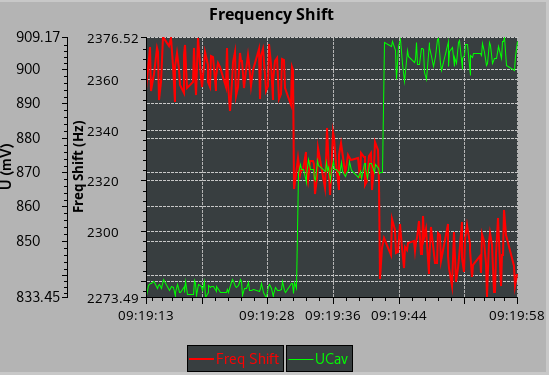 Frequency Shift
909.17
900
890
880
870
860
850
833.45
U (mV)
2376.52
2360
2340
2320
2300
2273.49
Freq Shift (Hz)
09:19:13 09:19:28 09:19:36 09:19:44 09:19:58
Freq Shift UCav